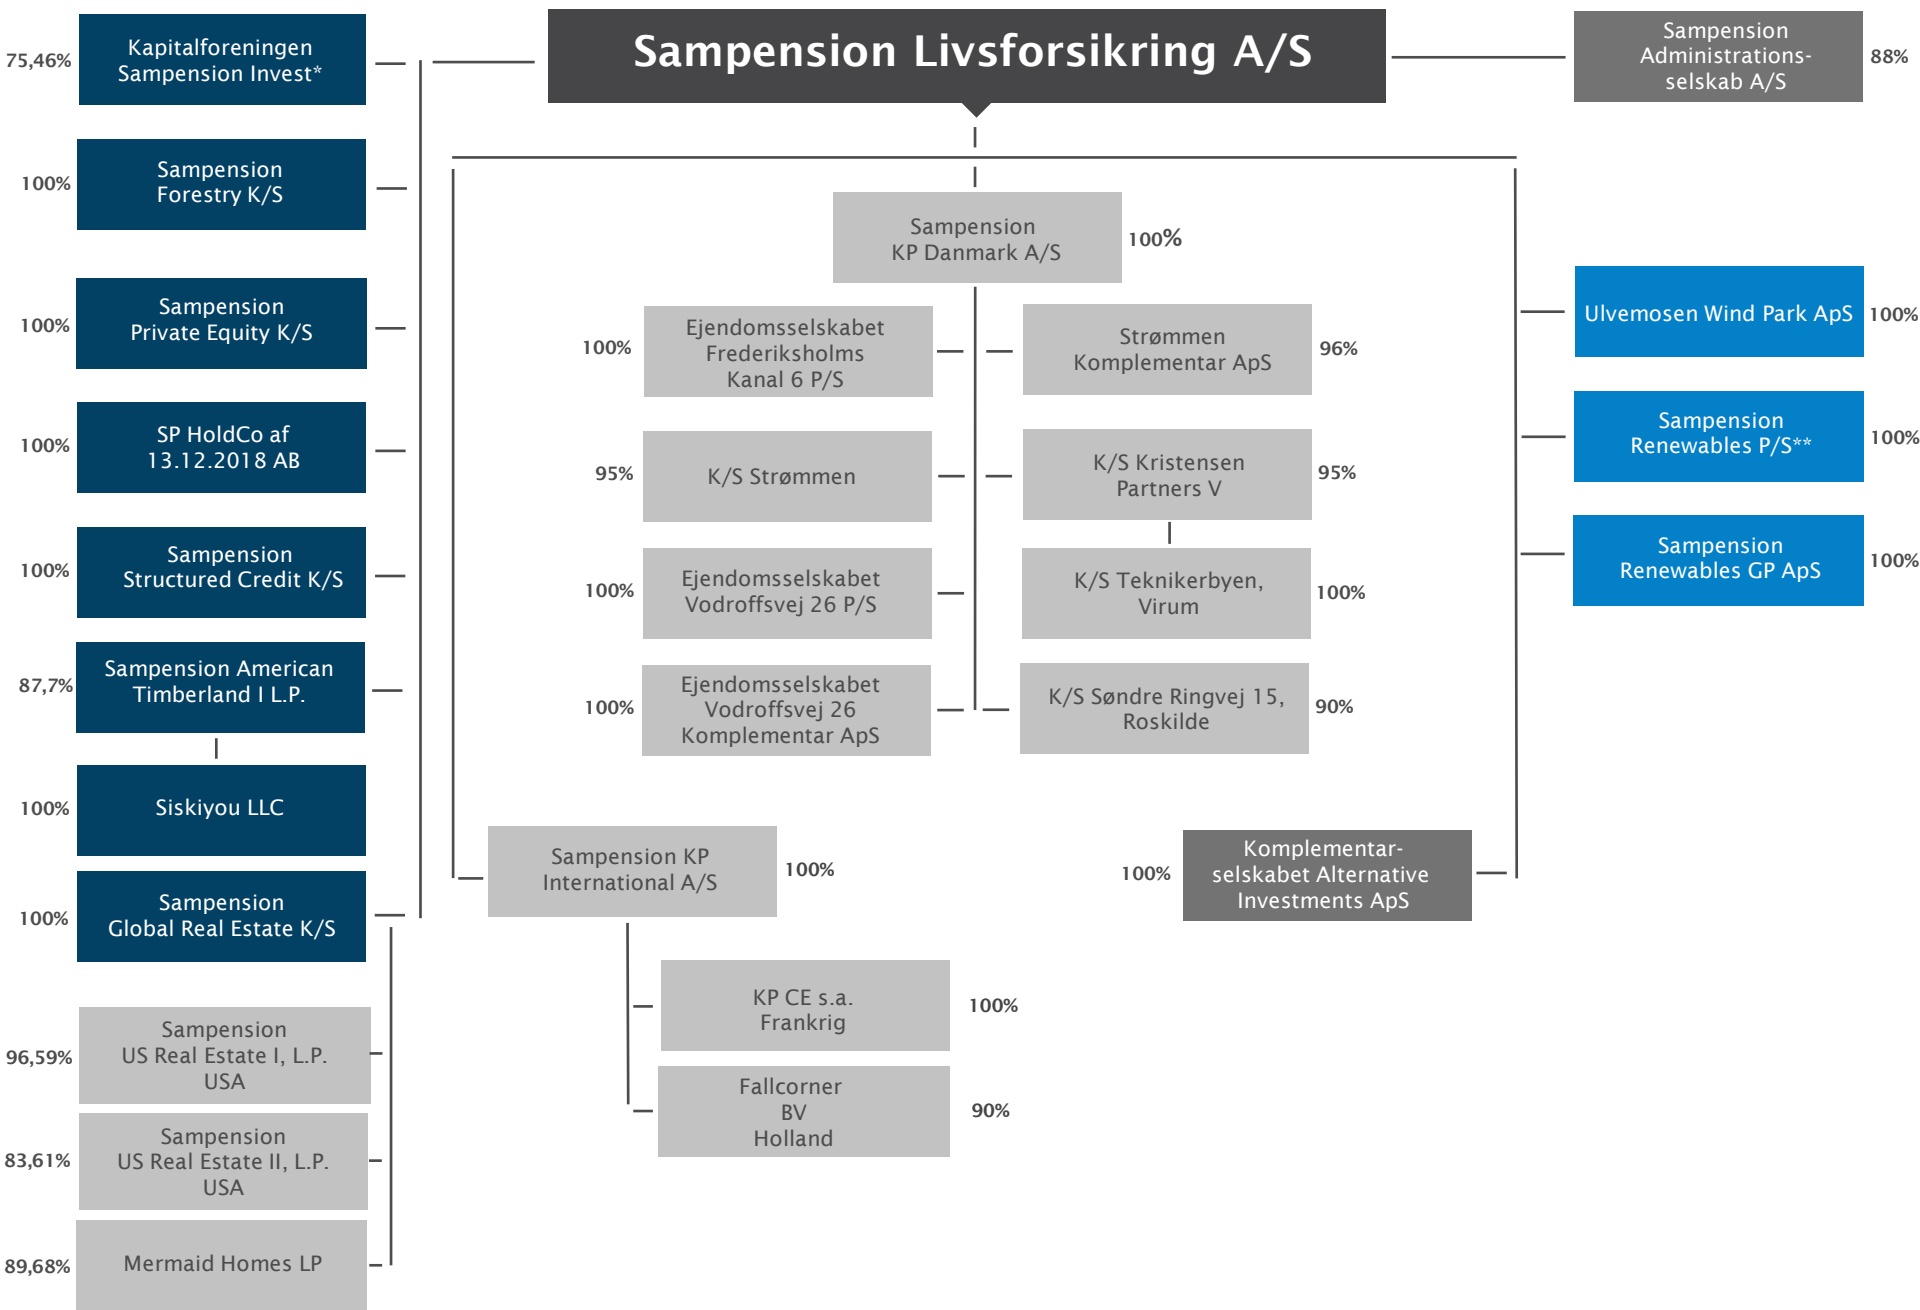 Sampension Livsforsikring A/S
Sampension
Administrations-
selskab A/S
88%
75,46%
Kapitalforeningen
Sampension Invest*
100%
Sampension
Forestry K/S
100%
Sampension
Private Equity K/S
100%
SP HoldCo af
13.12.2018 AB
100%
Sampension
Structured Credit K/S
87,7%
Sampension American
Timberland I L.P.
100%
Siskiyou LLC
100%
Sampension
Global Real Estate K/S
96,59%
Sampension
US Real Estate I, L.P.
USA
83,61%
Sampension
US Real Estate II, L.P.
USA
89,68%
Mermaid Homes LP
Sampension
KP Danmark A/S
100%
100%
Ejendomsselskabet
Frederiksholms
Kanal 6 P/S
Strømmen
Komplementar ApS
96%
95%
K/S Strømmen
K/S Kristensen
Partners V
95%
100%
Ejendomsselskabet
Vodroffsvej 26 P/S
K/S Teknikerbyen,
Virum
100%
100%
Ejendomsselskabet
Vodroffsvej 26
Komplementar ApS
K/S Søndre Ringvej 15,
Roskilde
90%
Sampension KP
International A/S
100%
KP CE s.a.
Frankrig
100%
Fallcorner
BV
Holland
90%
100%
Komplementar-
selskabet Alternative
Investments ApS
Ulvemosen Wind Park ApS
100%
Sampension
Renewables P/S**
100%
Sampension
Renewables GP ApS
100%